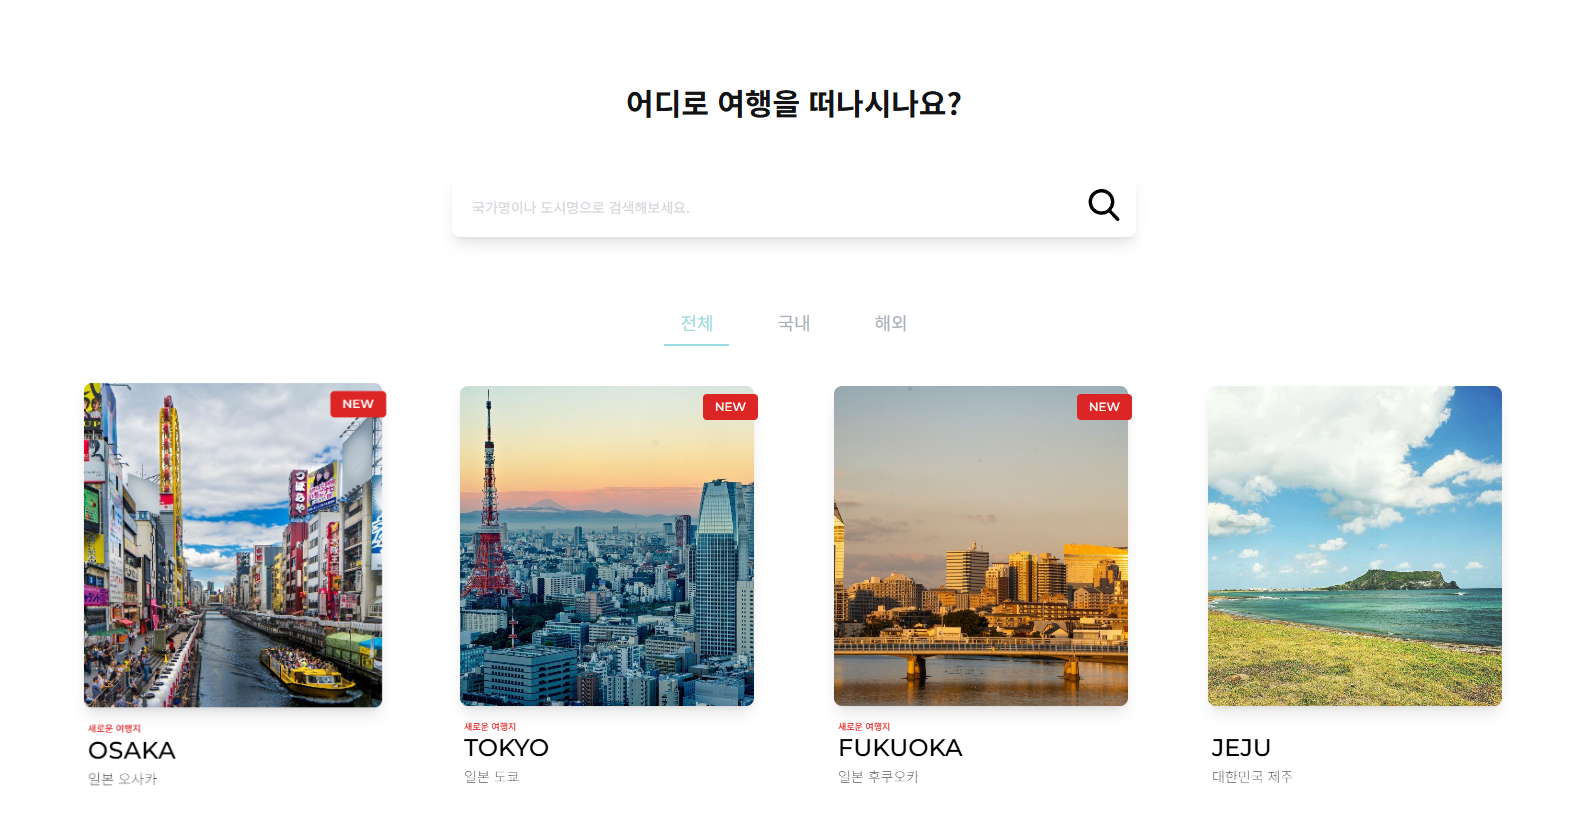 어디로 여행을 떠나시나요?
국가명이나 도시명으로 검색해보세요.
전체 국내 해외
NEW
つぼらや
새로운 여행지
OSAKA
일본 오사카
NEW
새로운 여행지
TOKYO
일본 도쿄
NEW
새로운 여행지
FUKUOKA
일본 후쿠오카
JEJU
대한민국 제주